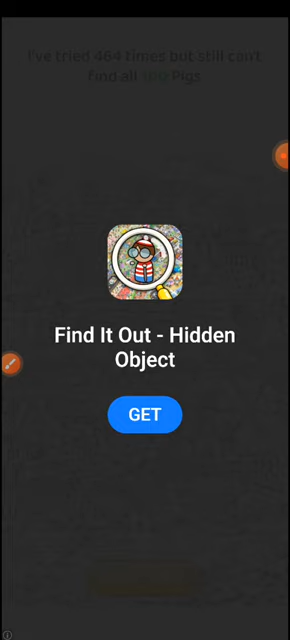 I've tried 464 times but still can't
find all 100 Pigs
Find It Out - Hidden
Object
GET